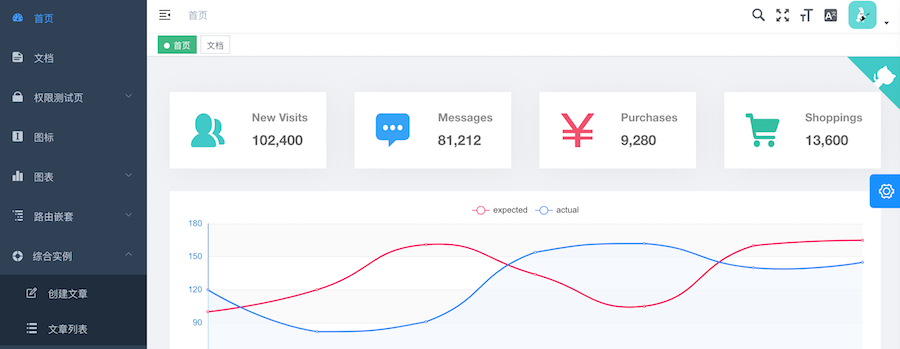 首页
文档
权限测试页
图标
图表
路由嵌套
综合实例
创建文章
文章列表
首页
首页
文档
New Visits
102,400
Messages
81,212
Purchases
9,280
Shoppings
13,600
expected
actual
180
150
120
90